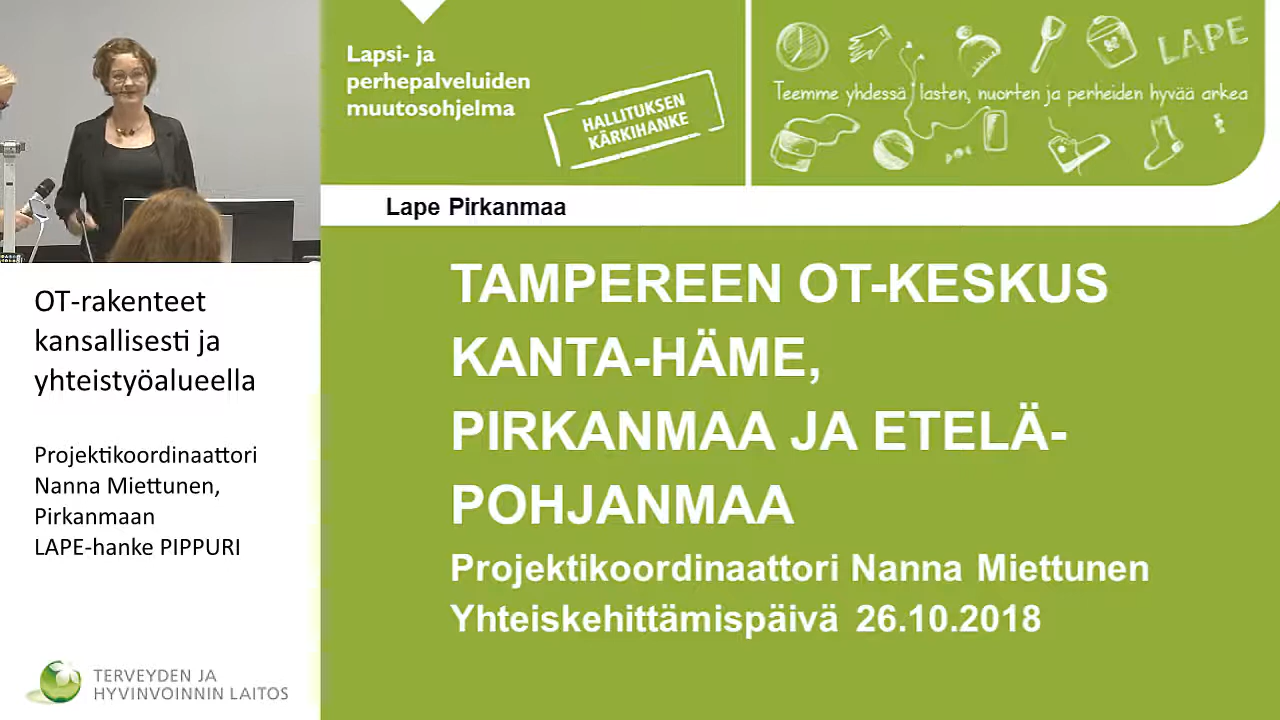 Lapsi- ja
perhepalveluiden
muutosohjelma
HALLITUKSEN
KÄRKIHANKE
LAPE
Teemme yhdessä lasten, nuorten ja perheiden hyvää arkea
Lape Pirkanmaa
TAMPEREEN OT-KESKUS
KANTA-HÄME,
PIRKANMAA JA ETELÄ-
POHJANMAA
Projektikoordinaattori Nanna Miettunen
Yhteiskehittämispäivä 26.10.2018
OT-rakenteet
kansallisesti ja
yhteistyöalueella
Projektikoordinaattori
Nanna Miettunen,
Pirkanmaan
LAPE-hanke PIPPURI
TERVEYDEN JA
HYVINVOINNIN LAITOS